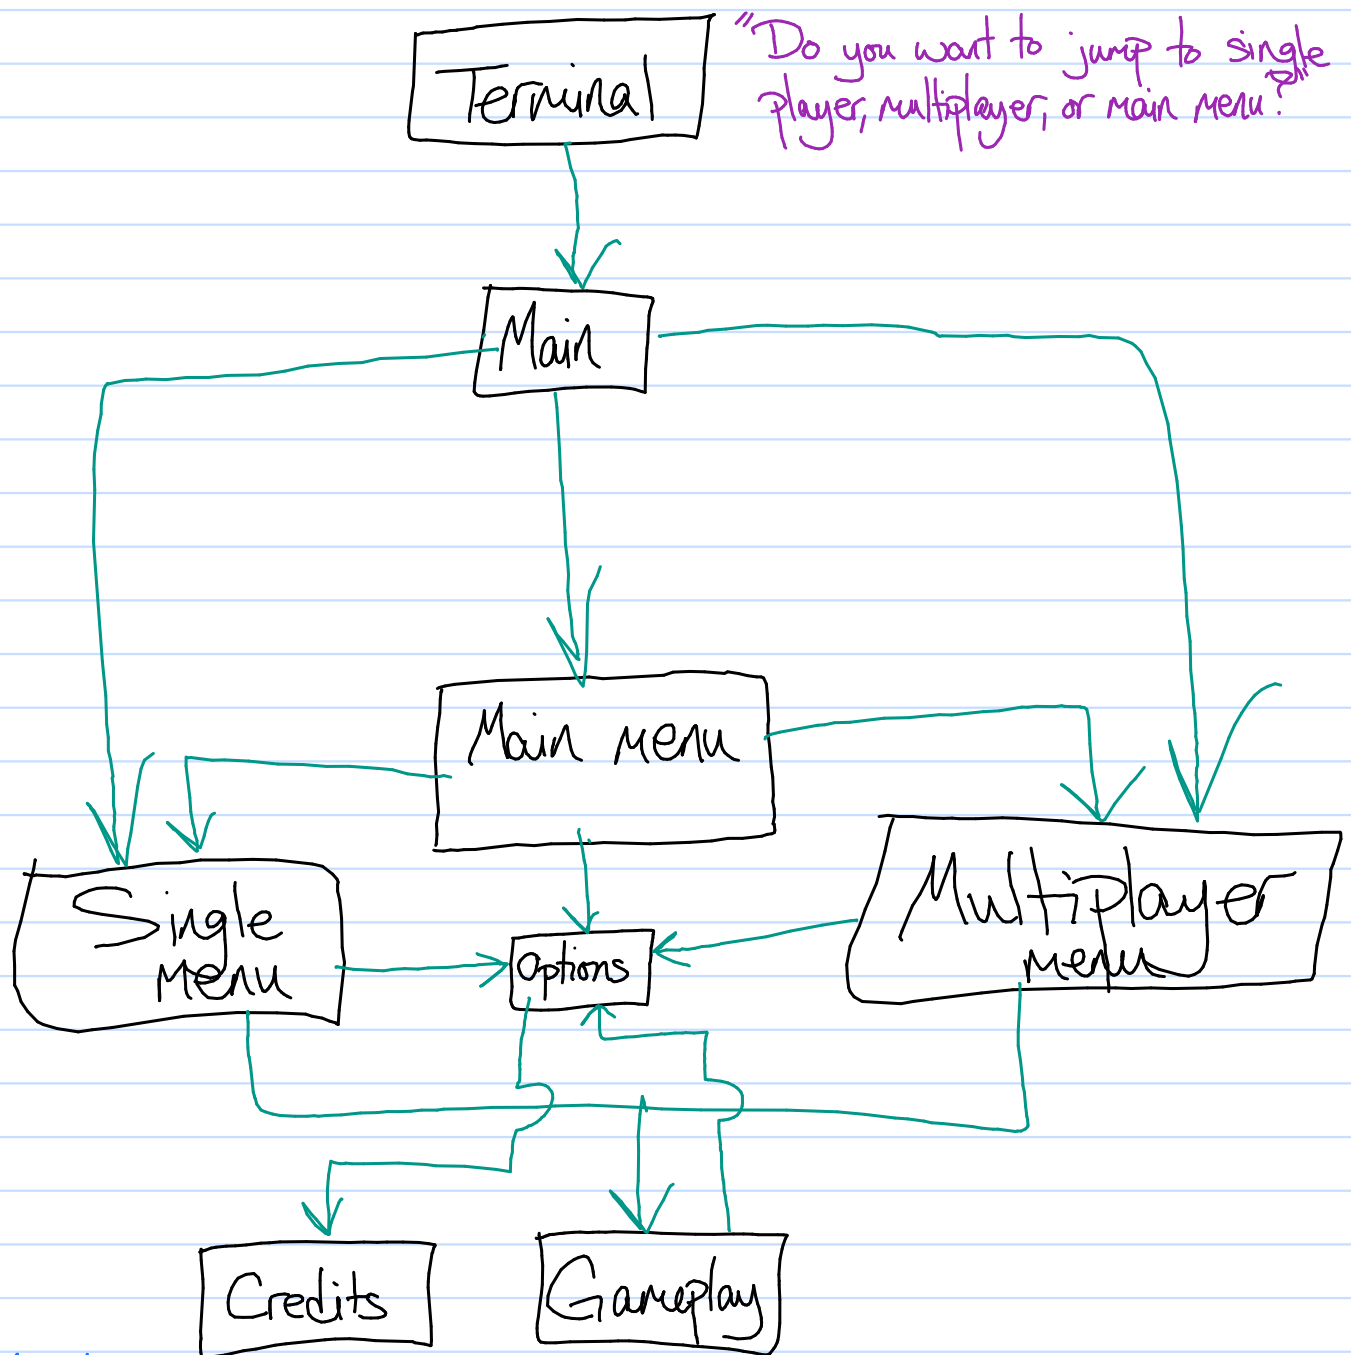 Terminal
"Do you want to jump to single
player, multiplayer, or main menu?"
Main
Main menu
Single
menu
Options
Multiplayer
menu
Credits
Gameplay